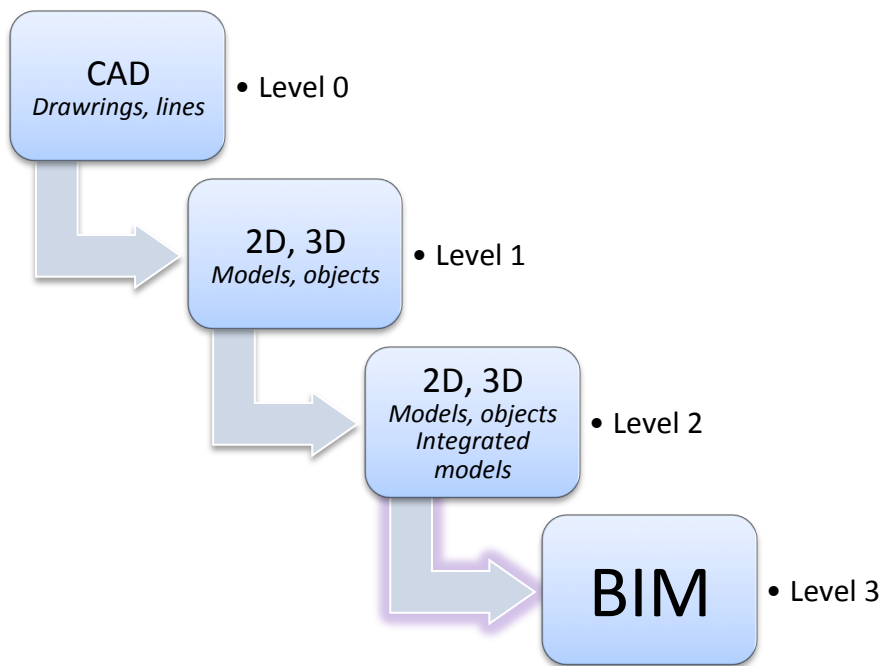 CAD
Drawrings, lines
• Level 0
2D, 3D
Models, objects
• Level 1
2D, 3D
Models, objects
Integrated
models
• Level 2
BIM
• Level 3